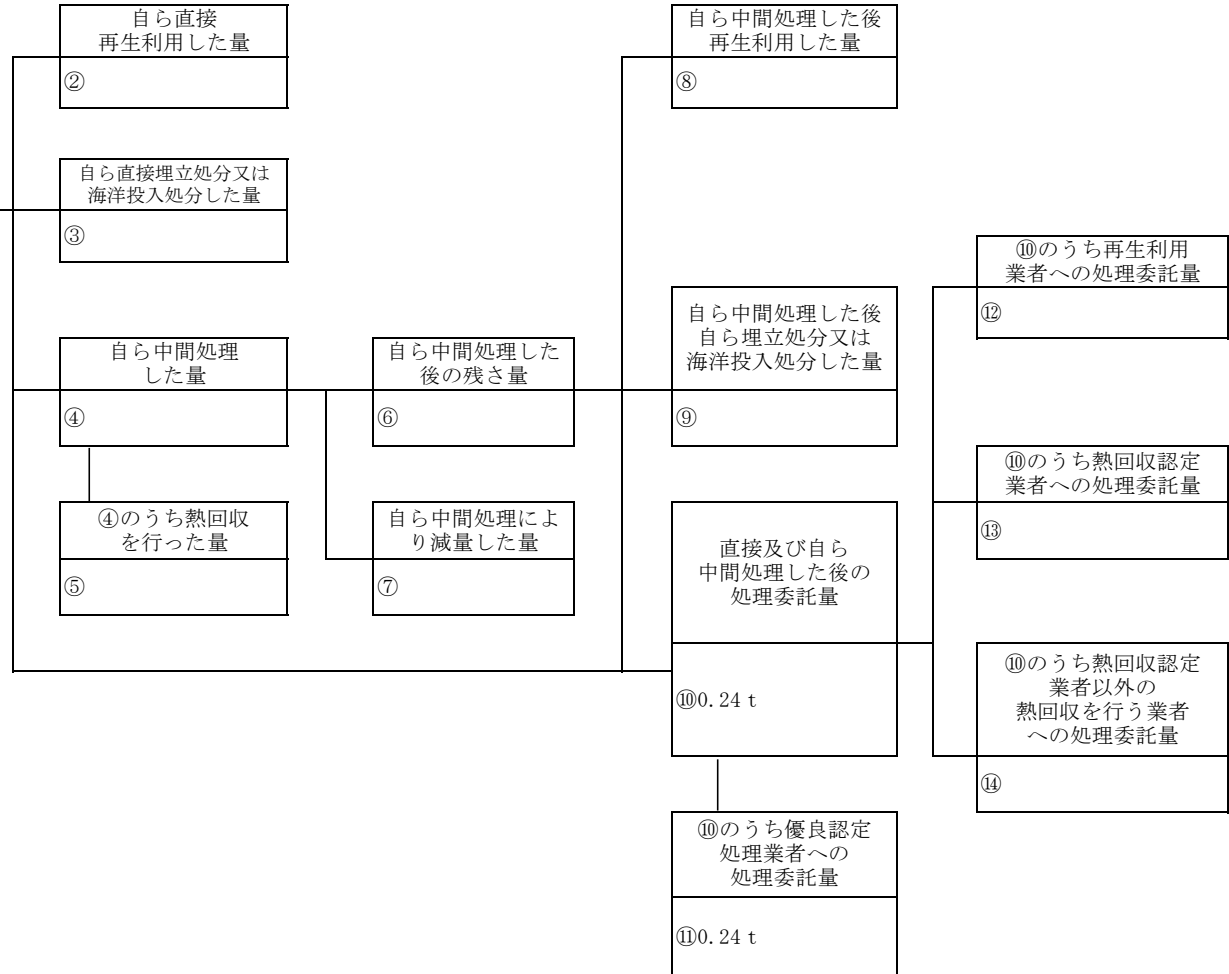 自ら直接
再生利用した量
②
自ら直接埋立処分又は
海洋投入処分した量
③
自ら中間処理
した量
④
④のうち熱回収
を行った量
⑤
自ら中間処理した
後の残さ量
⑥
自ら中間処理によ
り減量した量
⑦
自ら中間処理した後
再生利用した量
⑧
自ら中間処理した後
自ら埋立処分又は
海洋投入処分した量
⑨
直接及び自ら
中間処理した後の
処理委託量
⑩0.24 t
⑩のうち優良認定
処理業者への
処理委託量
⑪0.24 t
⑩のうち再生利用
業者への処理委託量
⑫
⑩のうち熱回収認定
業者への処理委託量
⑬
⑩のうち熱回収認定
業者以外の
熱回収を行う業者
への処理委託量
⑭